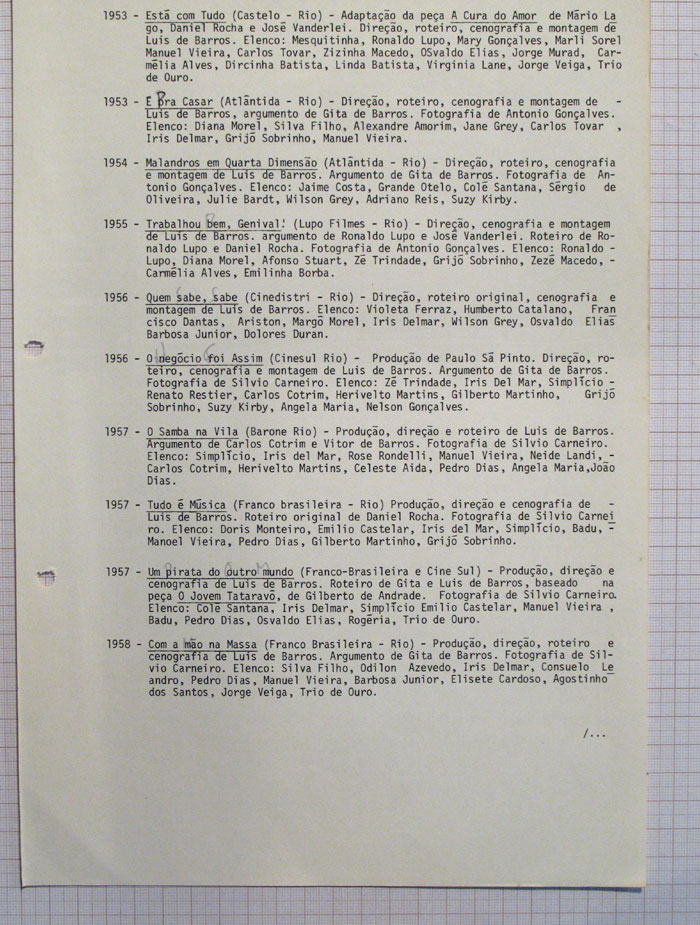 1953 - Está com Tudo (Castelo - Rio) - Adaptação da peça A Cura do Amor de Mário La
go, Daniel Rocha e José Vanderlei. Direção, roteiro, cenografia e montagem de
Luis de Barros. Elenco: Mesquitinha, Ronaldo Lupo, Mary Gonçalves, Marli Sorel
Manuel Vieira, Carlos Tovar, Zizinha Macedo, OSvaldo Elias, Jorge Murad, Car-
mélia Alves, Dircinha Batista, Linda Batista, Virginia Lane, Jorge Veiga, Trio
de Ouro.
1953 - É Pra Casar (Atlântida - Rio) - Direção, roteiro, cenografia e montagem de -
Luis de Barros, argumento de Gita de Barros. Fotografia de Antonio Gonçalves.
Elenco: Diana Morel, Silva Filho, Alexandre Amorim, Jane Grey, Carlos Tovar ,
Iris Delmar, Grijó Sobrinho, Manuel Vieira.
1954 - Malandros em Quarta Dimensão (Atlântida - Rio) - Direção, roteiro, cenografia
e montagem de Luis de Barros. Argumento de Gita de Barros. Fotografia de An-
tonio Gonçalves. Elenco: Jaime Costa, Grande Otelo, Colé Santana, Sérgio de
Oliveira, Julie Bardt, Wilson Grey, Adriano Reis, Suzy Kirby.
1955 - Trabalhou Bem, Genival! (Lupo Filmes - Rio) - Direção, cenografia e montagem
de Luis de Barros. argumento de Ronaldo Lupo e José Vanderlei. Roteiro de Ro-
naldo Lupo e Daniel Rocha. Fotografia de Antonio Gonçalves. Elenco: Ronaldo -
Lupo, Diana Morel, Afonso Stuart, Zé Trindade, Grijó Sobrinho, Zezé Macedo, -
Carmélia Alves, Emilinha Borba.
1956 - Quem Sabe, Sabe (Cinedistri - Rio) - Direção, roteiro original, cenografia e
montagem de Luis de Barros. Elenco: Violeta Ferraz, Humberto Catalano, Fran
cisco Dantas, Ariston, Margô Morel, Iris Delmar, Wilson Grey, Osvaldo Elias
Barbosa Junior, Dolores Duran.
1956 - O negócio foi Assim (Cinesul Rio) - Produção de Paulo Sá Pinto. Direção, ro-
teiro, cenografia e montagem de Luis de Barros. Argumento de Gita de Barros.
Fotografia de Silvio Carneiro. Elenco: Zé Trindade, Iris Del Mar, Simplício -
Renato Restier, Carlos Cotrim, Herivelto Martins, Gilberto Martinho, Grijó
Sobrinho, Suzy Kirby, Angela Maria, Nelson Gonçalves.
1957 - O Samba na Vila (Barone Rio) - Produção, direção e roteiro de Luis de Barros.
Argumento de Carlos Cotrim e Vitor de Barros. Fotografia de Silvio Carneiro.
Elenco: Simplício, Iris del Mar, Rose Rondelli, Manuel Vieira, Neide Landi, -
Carlos Cotrim, Herivelto Martins, Celeste Aida, Pedro Dias, Angela Maria,João
Dias.
1957 - Tudo é Música (Franco brasileira - Rio) Produção, direção e cenografia de -
Luis de Barros. Roteiro original de Daniel Rocha. Fotografia de Silvio Carnei
ro. Elenco: Doris Monteiro, Emilio Castelar, Iris del Mar, Simplício, Badu, -
Manoel Vieira, Pedro Dias, Gilberto Martinho, Grijó Sobrinho.
1957 - Um pirata do outro mundo (Franco-Brasileira e Cine Sul) - Produção, direção e
cenografia de Luis de Barros. Roteiro de Gita e Luis de Barros, baseado na
peça O Jovem Tataravô, de Gilberto de Andrade. Fotografia de Silvio Carneiro.
Elenco: Colé Santana, Iris Delmar, Simplício Emilio Castelar, Manuel Vieira ,
Badu, Pedro Dias, Osvaldo Elias, Rogéria, Trio de Ouro.
1958 - Com a mão na Massa (Franco Brasileira - Rio) - Produção, direção, roteiro e
cenografia de Luis de Barros. Argumento de Gita de Barros. Fotografia de Sil-
vio Carneiro. Elenco: Silva Filho, Odilon Azevedo, Iris Delmar, Consuelo Le
andro, Pedro Dias, Manuel Vieira, Barbosa Junior, Elisete Cardoso, Agostinho
dos Santos, Jorge Veiga, Trio de Ouro.
/...